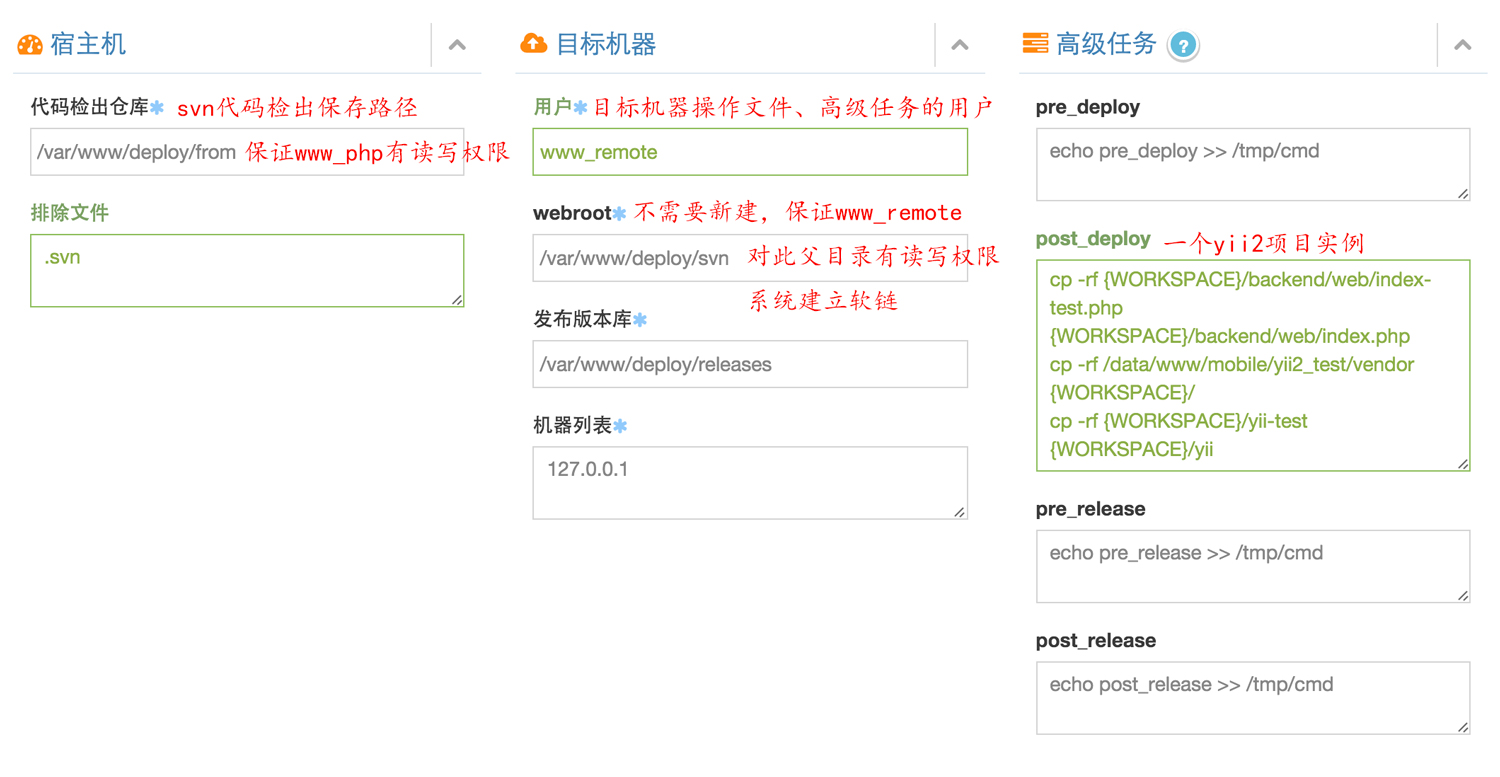 宿主机
代码检出仓库* svn代码检出保存路径
/var/www/deploy/from 保证www_php有读写权限
排除文件
.svn
目标机器
用户*目标机器操作文件、高级任务的用户
www_remote
webroot* 不需要新建，保证www_remote
/var/www/deploy/svn 对此父目录有读写权限
系统建立软链
发布版本库*
/var/www/deploy/releases
机器列表*
127.0.0.1
高级任务 ?
pre_deploy
echo pre_deploy >> /tmp/cmd
post_deploy 一个yii2项目实例
cp -rf {WORKSPACE}/backend/web/index-
test.php
{WORKSPACE}/backend/web/index.php
cp -rf /data/www/mobile/yii2_test/vendor
{WORKSPACE}/
cp -rf {WORKSPACE}/yii-test
{WORKSPACE}/yii
pre_release
echo pre_release >> /tmp/cmd
post_release
echo post_release >> /tmp/cmd